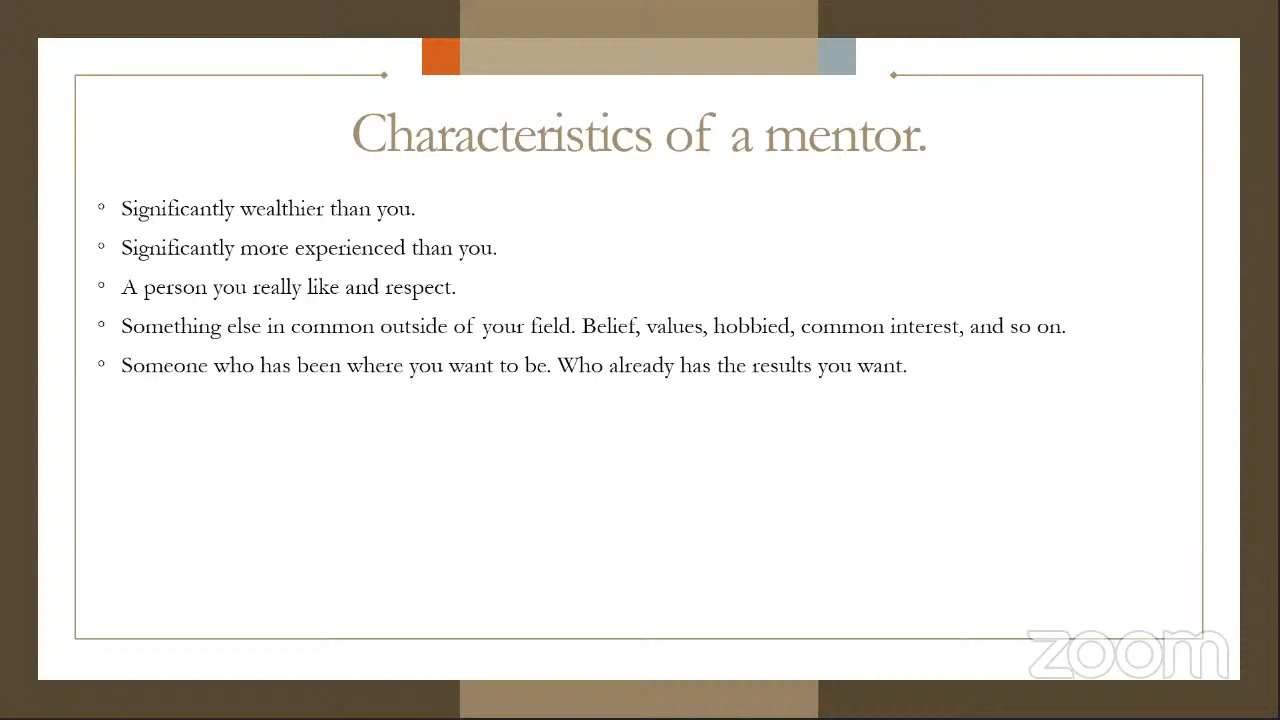 Characteristics of a mentor.
◦ Significantly wealthier than you.
◦ Significantly more experienced than you.
◦ A person you really like and respect.
◦ Something else in common outside of your field. Belief, values, hobbied, common interest, and so on.
◦ Someone who has been where you want to be. Who already has the results you want.
zoom